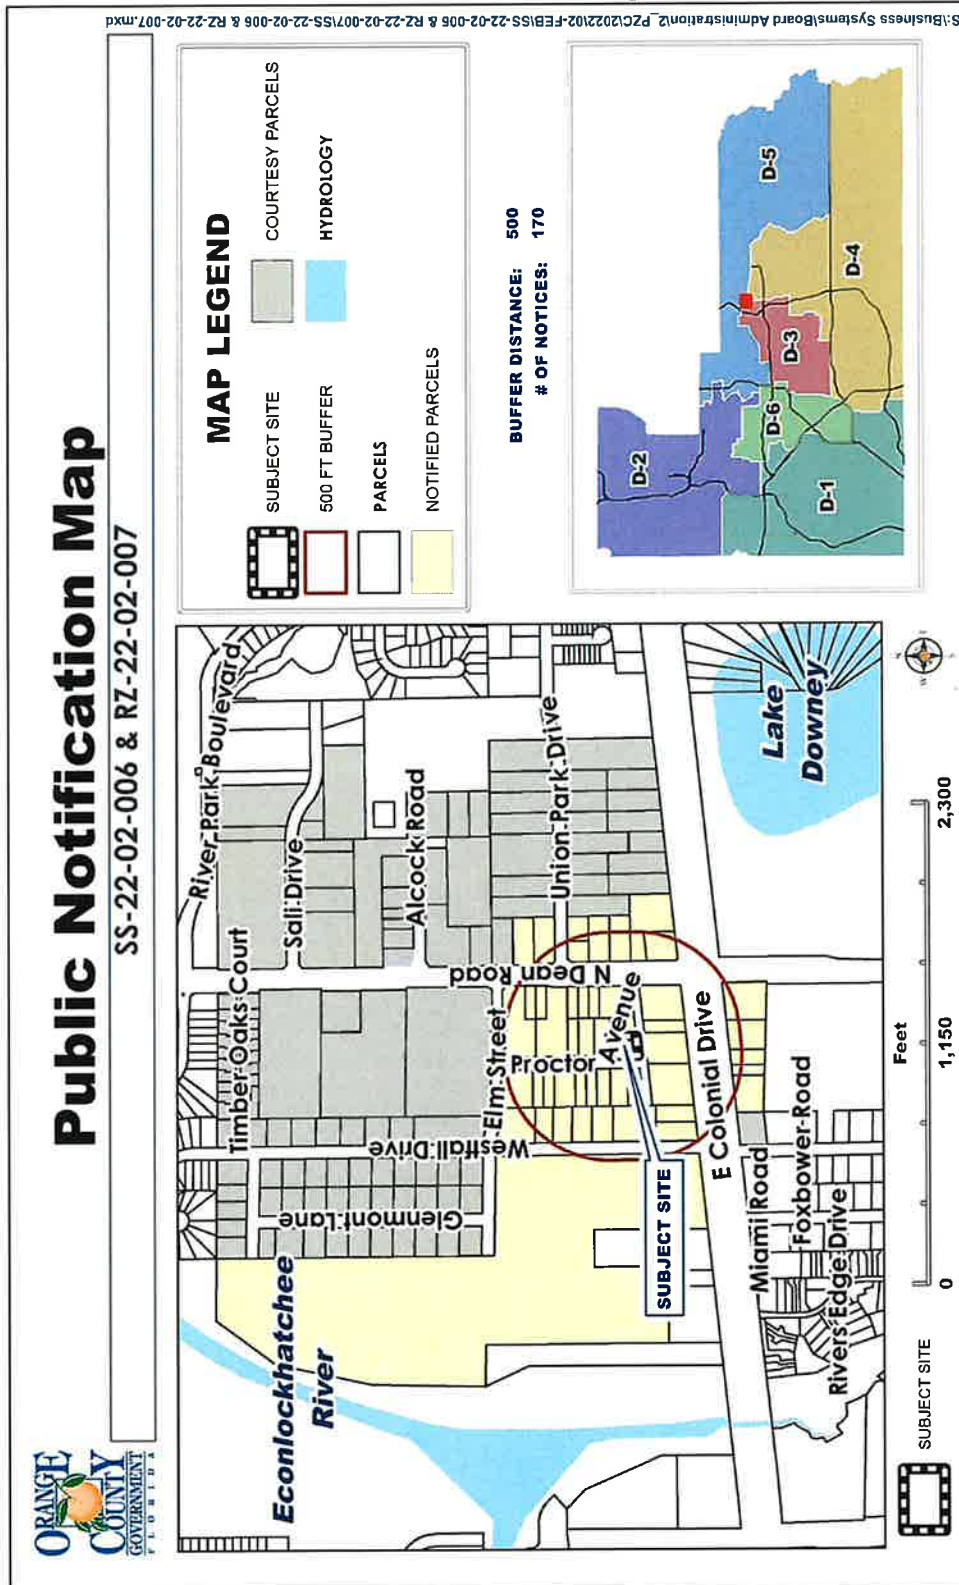 ORANGE
COUNTY
GOVERNMENT
FLORIDA
Public Notification Map
SS-22-02-006 & RZ-22-02-007
River Park Boulevard
Timber Oaks Court
Sali Drive
Alcock Road
Glenmont Lane
Westfall Drive
Elm Street
N Dean Road
Union Park Drive
Proctor
Avenue
Econlockhatchee
River
SUBJECT SITE
E Colonial Drive
Miami Road
Foxbower Road
Rivers Edge Drive
Lake
Downey
MAP LEGEND
SUBJECT SITE
500 FT BUFFER
PARCELS
NOTIFIED PARCELS
COURTESY PARCELS
HYDROLOGY
BUFFER DISTANCE: 500
# OF NOTICES: 170
D-2
D-5
D-6
D-3
D-4
D-1
SUBJECT SITE
Feet
0 1,150 2,300
N
E
S
W
S:\Business Systems\Board Administration\2_PZC\2022\02-FEB\SS-22-02-006 & RZ-22-02-007\SS-22-02-006 & RZ-22-02-007.mxd